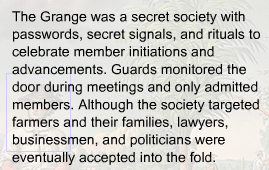 The Grange was a secret society with
passwords, secret signals, and rituals to
celebrate member initiations and
advancements. Guards monitored the
door during meetings and only admitted
members. Although the society targeted
farmers and their families, lawyers,
businessmen, and politicians were
eventually accepted into the fold.